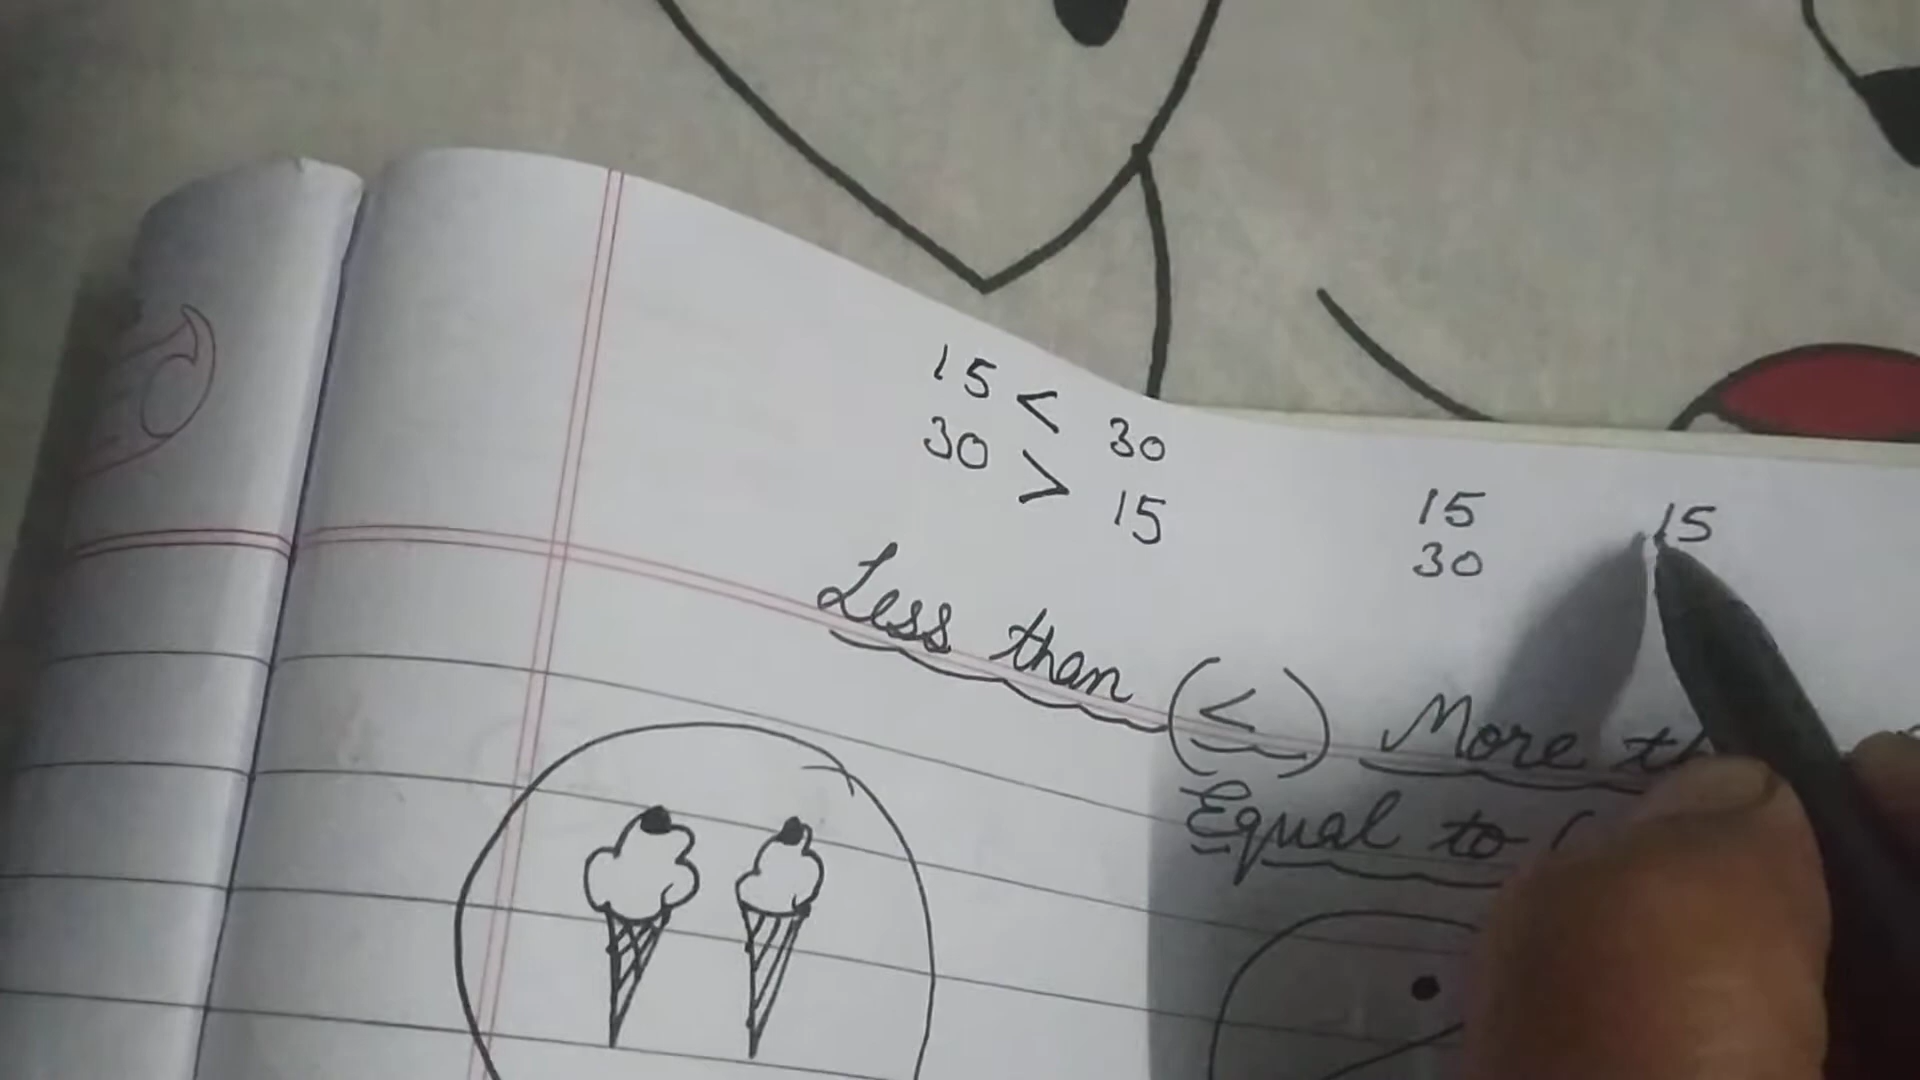 15 < 30
30 > 15
15 15
30
Less than (<) More
Equal to (